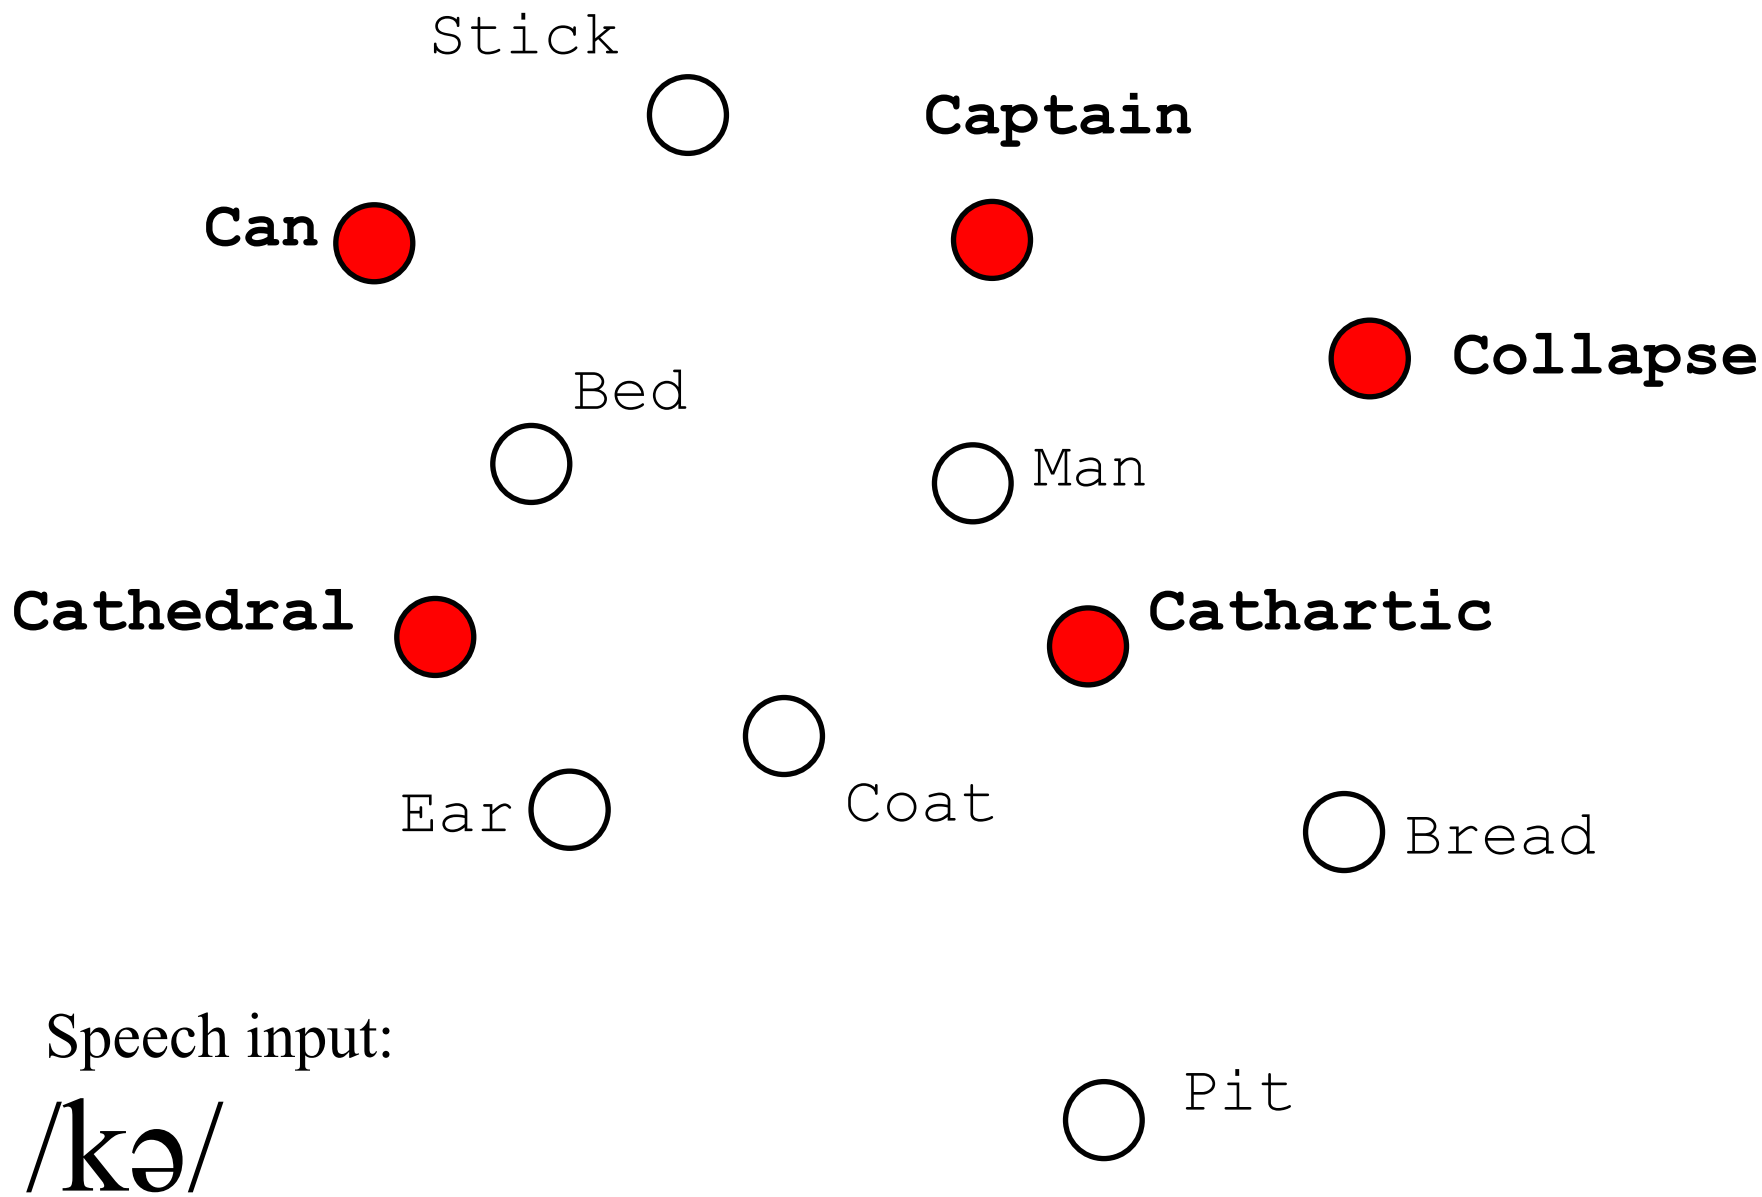 Stick
Captain
Can
Collapse
Bed
Man
Cathedral
Cathartic
Ear
Coat
Bread
Speech input:
/kə/
Pit